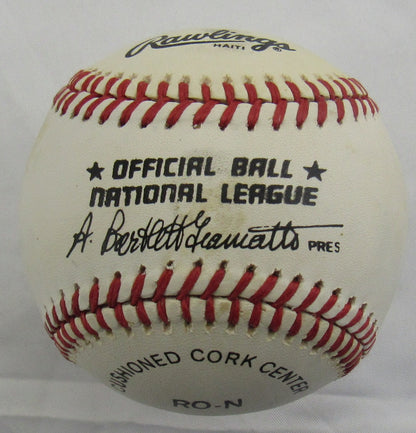 Rawlings®
HAITI
★ OFFICIAL BALL ★
NATIONAL LEAGUE
A. Bartlett Giamatti PRES
CUSHIONED CORK CENTER
RO-N